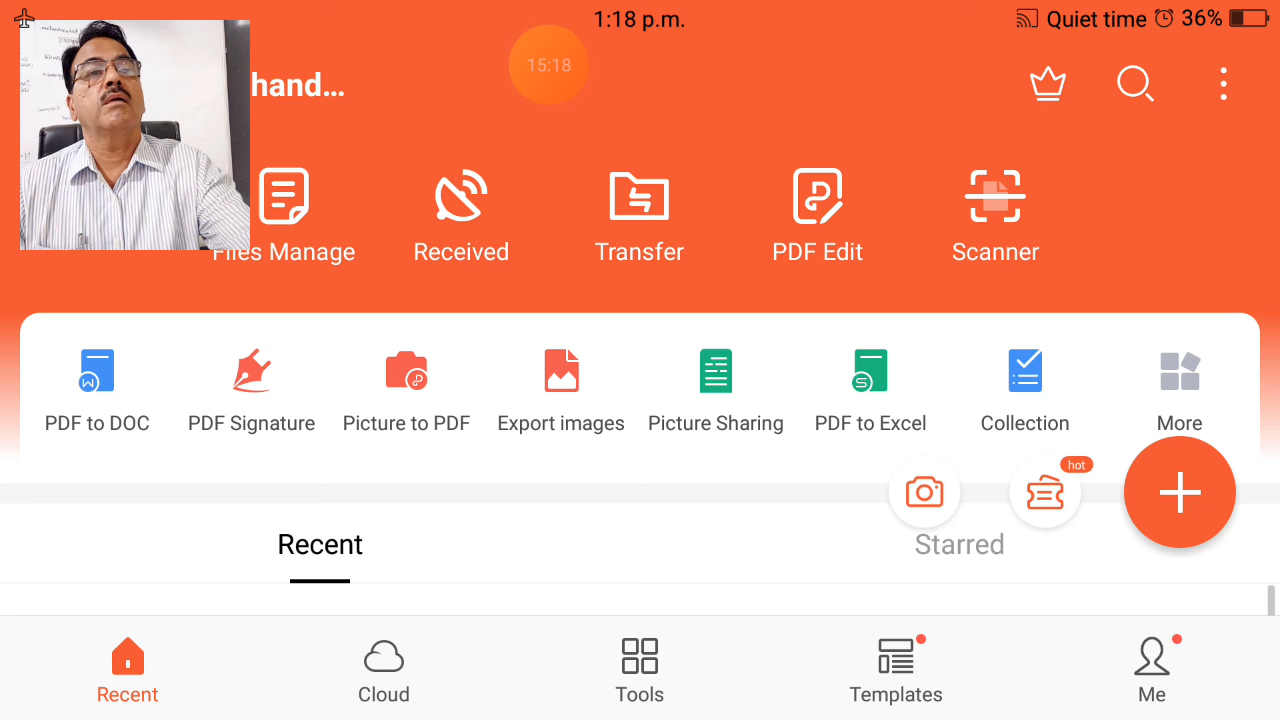 1:18 p.m.
Quiet time 36%
15:18
hand...
Files Manage
Received
Transfer
PDF Edit
Scanner
PDF to DOC
PDF Signature
Picture to PDF
Export images
Picture Sharing
PDF to Excel
Collection
More
hot
Recent
Starred
Recent
Cloud
Tools
Templates
Me